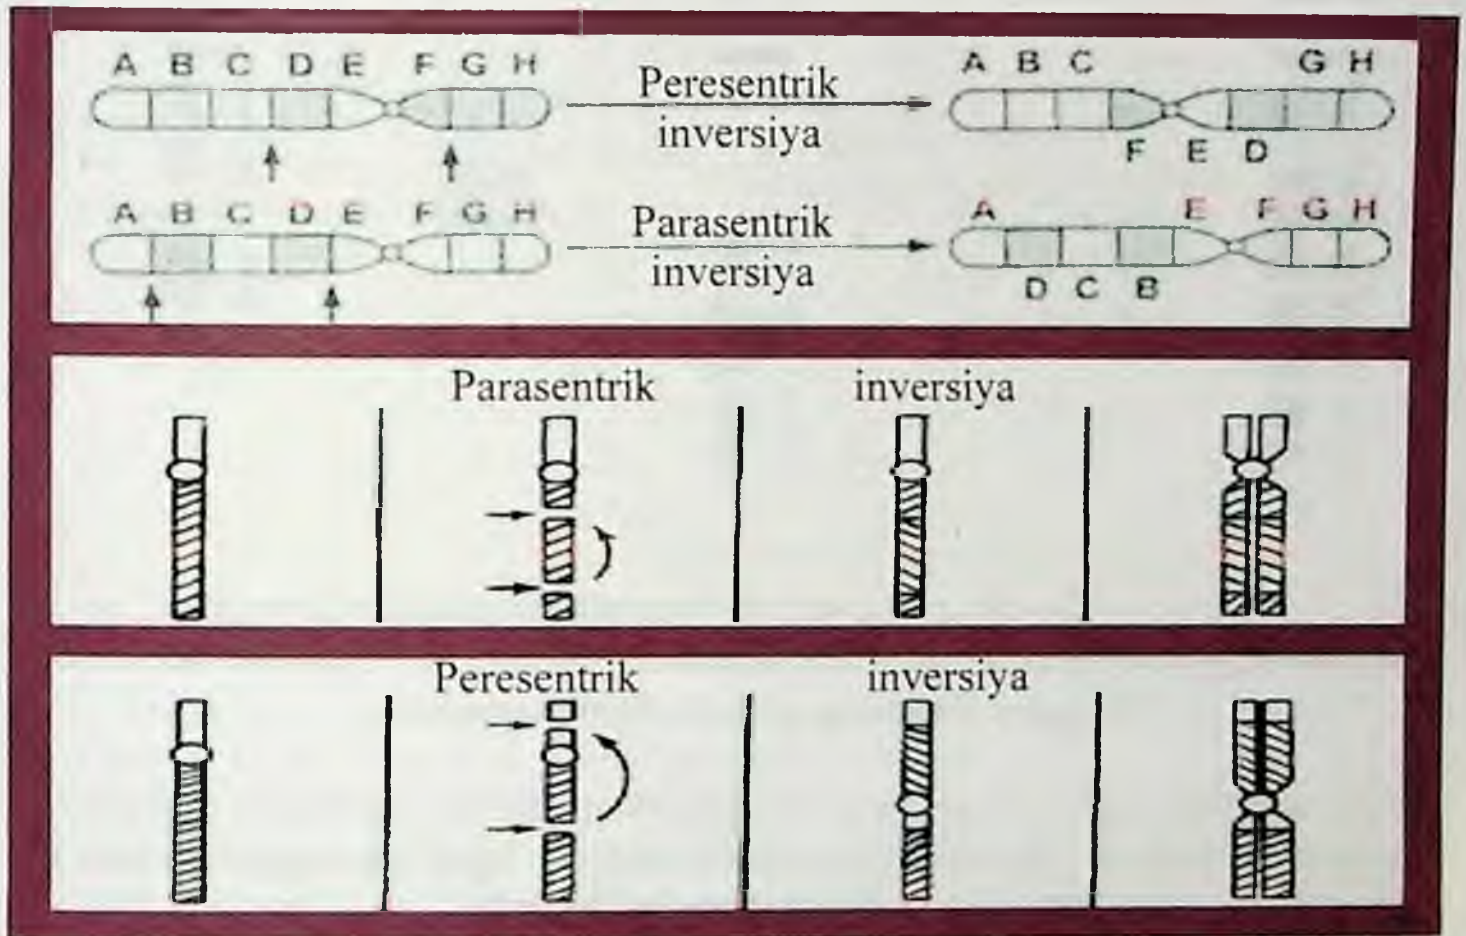 A B C D E F G H
Peresentrik
inversiya
A B C G H
F E D
A B C D E F G H
Parasentrik
inversiya
A E F G H
D C B
Parasentrik inversiya
Peresentrik inversiya